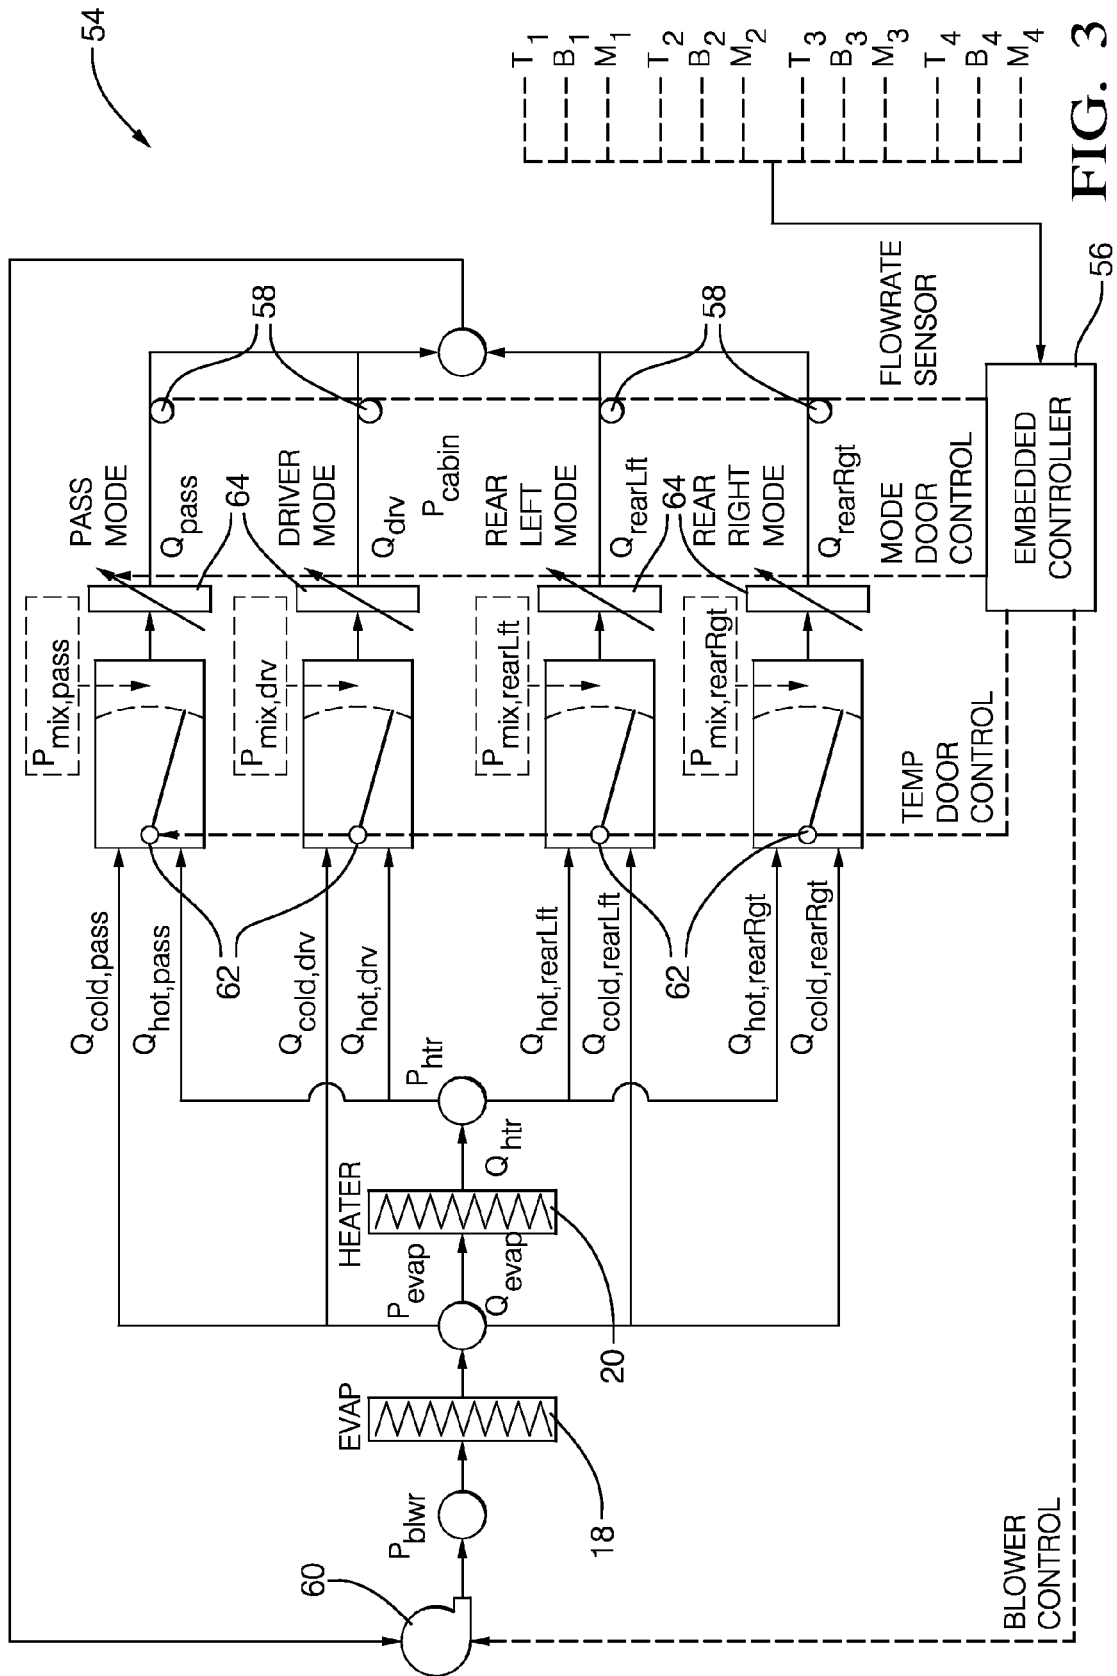 54
T1
B1
M1
T2
B2
M2
T3
B3
M3
T4
B4
M4
FIG. 3
PASS
MODE
Qpass
64
DRIVER
MODE
Qdrv
58
Pcabin
REAR
LEFT
MODE
QrearLft
64
REAR
RIGHT
MODE
QrearRgt
58
FLOWRATE
SENSOR
MODE
DOOR
CONTROL
EMBEDDED
CONTROLLER
56
Pmix,pass
Pmix,drv
Pmix,rearLft
Pmix,rearRgt
TEMP
DOOR
CONTROL
Qcold,pass
Qhot,pass
62
Qcold,drv
Qhot,drv
Qhot,rearLft
Qcold,rearLft
62
Qhot,rearRgt
Qcold,rearRgt
Phtr
Qhtr
HEATER
Pevap
Qevap
20
EVAP
18
Pblwr
60
BLOWER
CONTROL